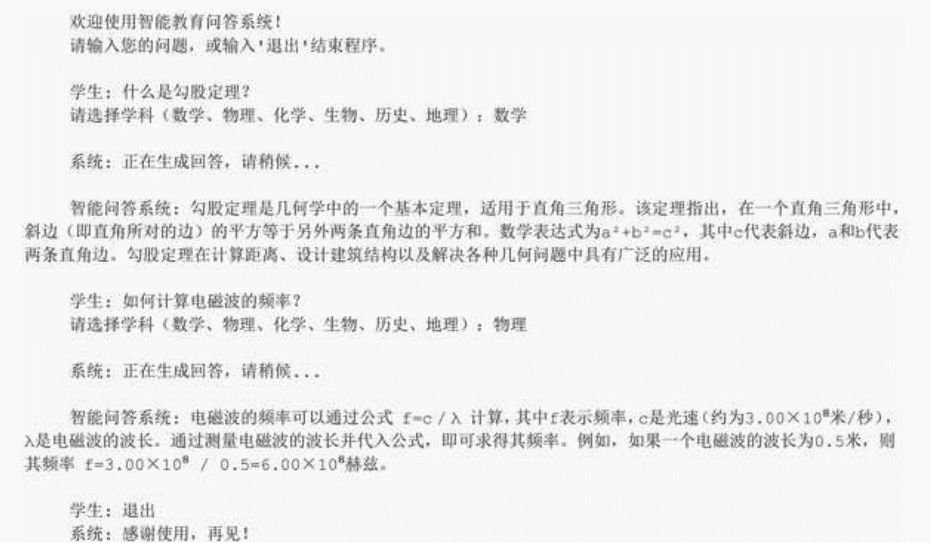 欢迎使用智能教育问答系统！
请输入您的问题，或输入'退出'结束程序。
学生：什么是勾股定理？
请选择学科（数学、物理、化学、生物、历史、地理）：数学
系统：正在生成回答，请稍候...
智能问答系统：勾股定理是几何学中的一个基本定理，适用于直角三角形。该定理指出，在一个直角三角形中，
斜边（即直角所对的边）的平方等于另外两条直角边的平方和。数学表达式为a²+b²=c²，其中c代表斜边，a和b代表
两条直角边。勾股定理在计算距离、设计建筑结构以及解决各种几何问题中具有广泛的应用。
学生：如何计算电磁波的频率？
请选择学科（数学、物理、化学、生物、历史、地理）：物理
系统：正在生成回答，请稍候...
智能问答系统：电磁波的频率可以通过公式 f=c / λ 计算，其中f表示频率，c是光速（约为3.00×10⁸米/秒），
λ是电磁波的波长。通过测量电磁波的波长并代入公式，即可求得其频率。例如，如果一个电磁波的波长为0.5米，则
其频率 f=3.00×10⁸ / 0.5=6.00×10⁸赫兹。
学生：退出
系统：感谢使用，再见！